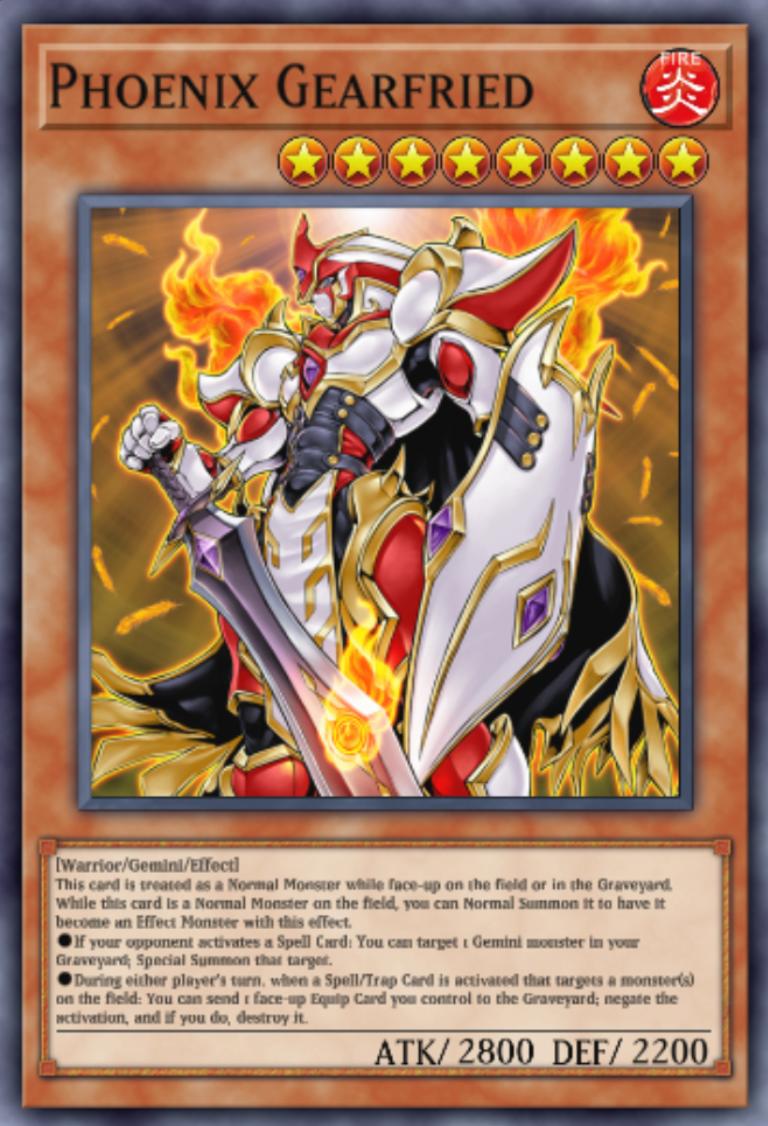 PHOENIX GEARFRIED
FIRE
炎
[Warrior/Gemini/Effect]
This card is treated as a Normal Monster while face-up on the field or in the Graveyard.
While this card is a Normal Monster on the field, you can Normal Summon it to have it
become an Effect Monster with this effect.
●If your opponent activates a Spell Card: You can target 1 Gemini monster in your
Graveyard; Special Summon that target.
●During either player's turn, when a Spell/Trap Card is activated that targets a monster(s)
on the field: You can send 1 face-up Equip Card you control to the Graveyard; negate the
activation, and if you do, destroy it.
ATK/ 2800 DEF/ 2200